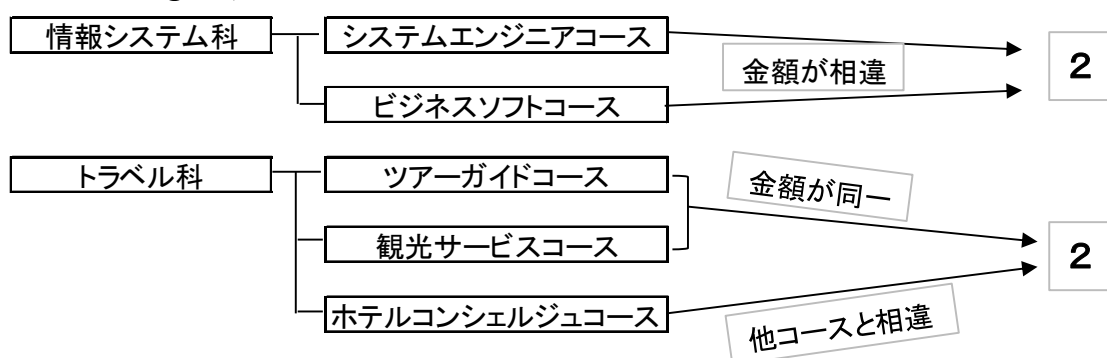 情報システム科
システムエンジニアコース
金額が相違
2
ビジネスソフトコース
トラベル科
ツアーガイドコース
金額が同一
観光サービスコース
2
ホテルコンシェルジュコース
他コースと相違